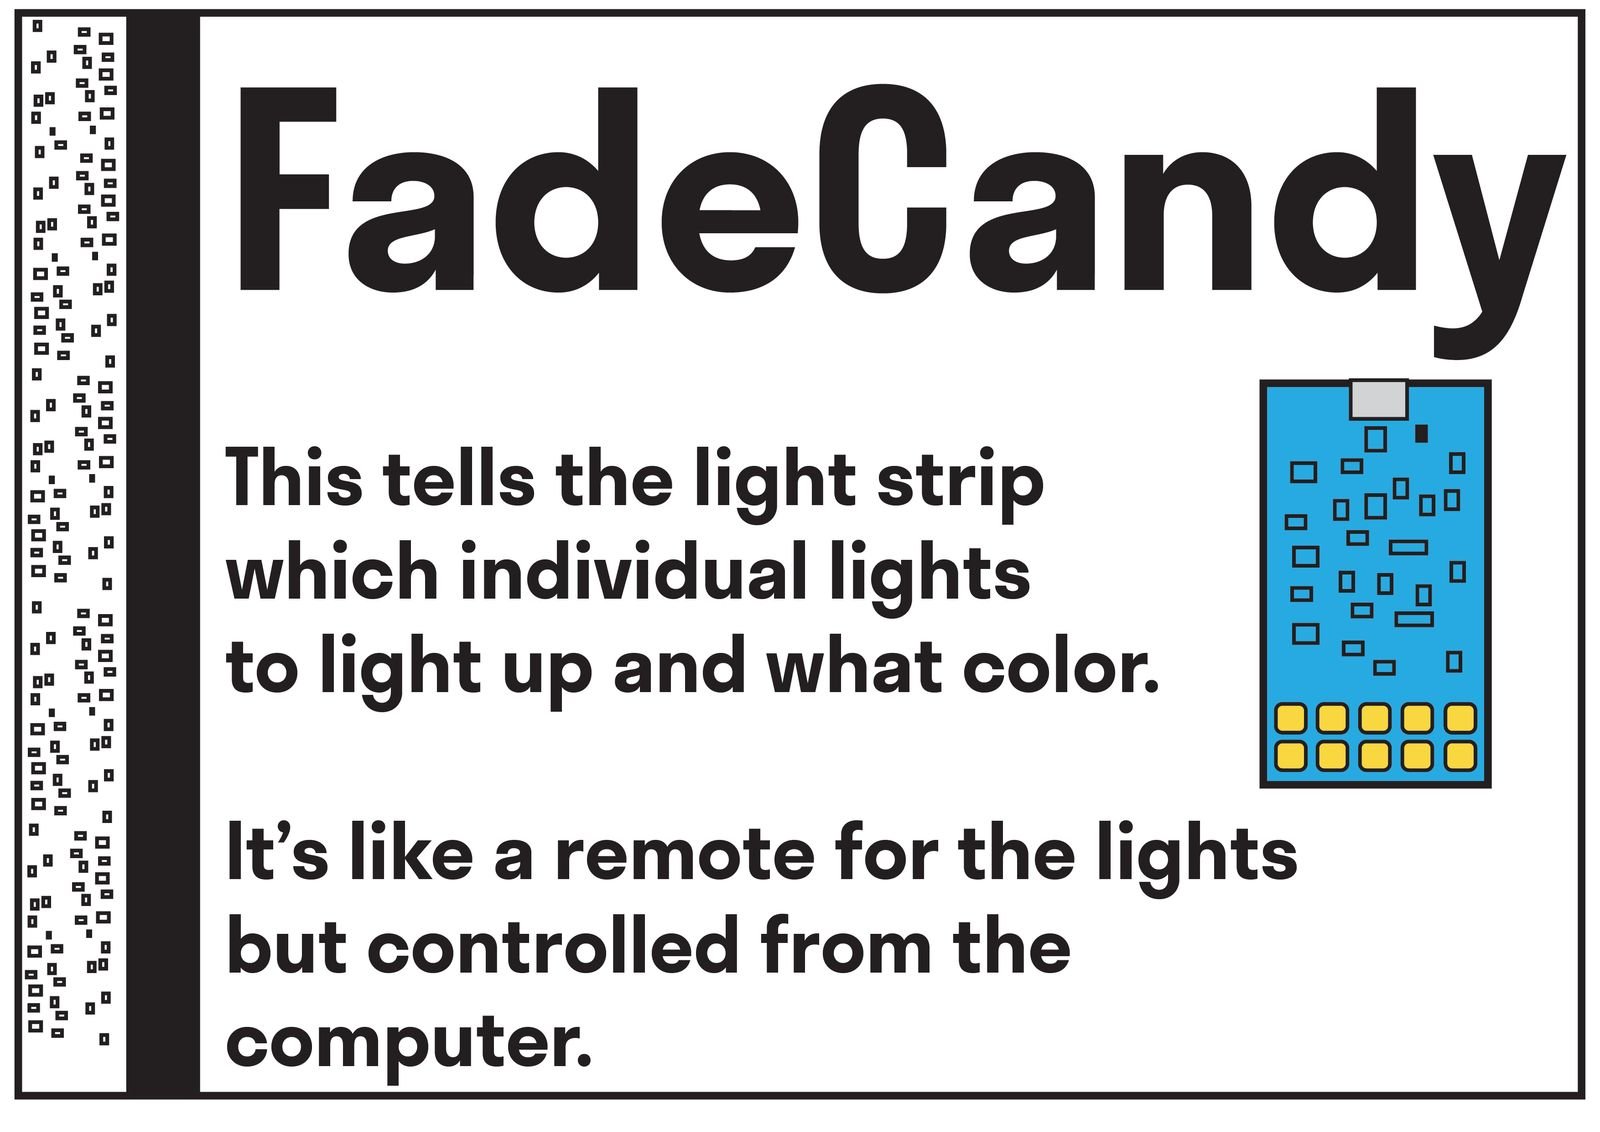 FadeCandy
This tells the light strip
which individual lights
to light up and what color.
It’s like a remote for the lights
but controlled from the
computer.